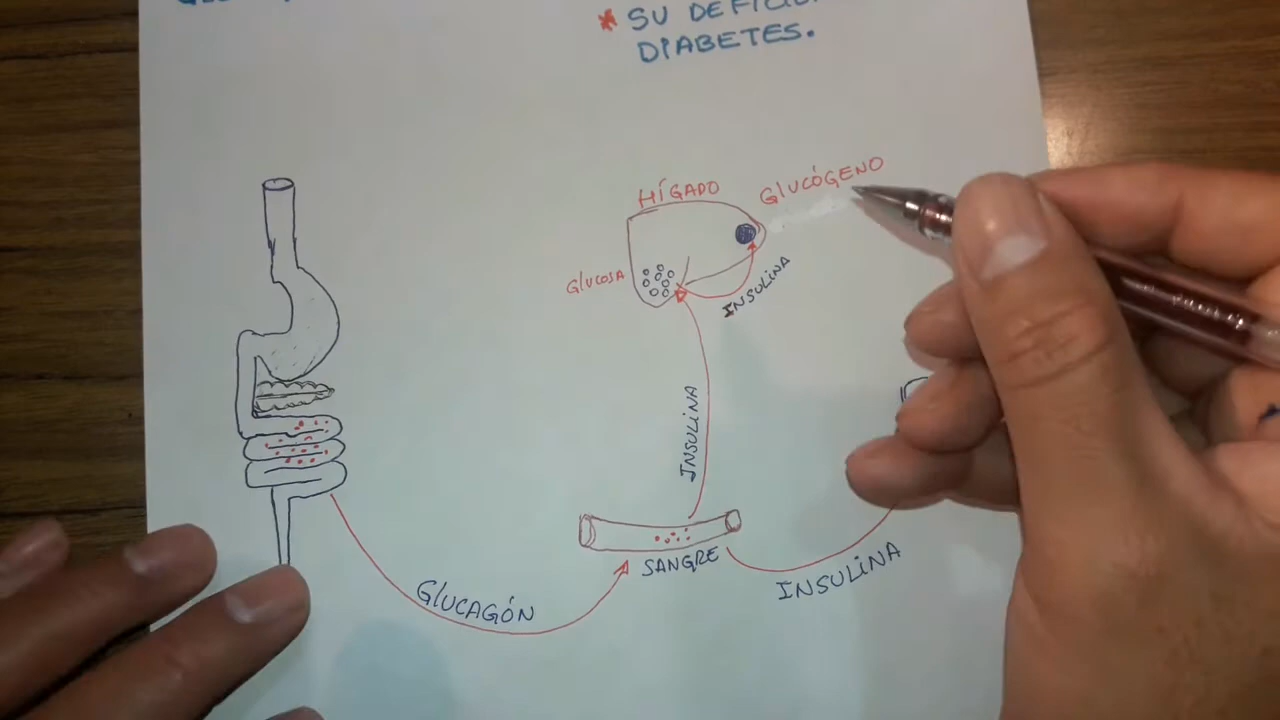 * SU DEFICI
DIABETES.
HÍGADO
GLUCÓGENO
GLUCOSA
INSULINA
INSULINA
SANGRE
GLUCAGÓN
INSULINA